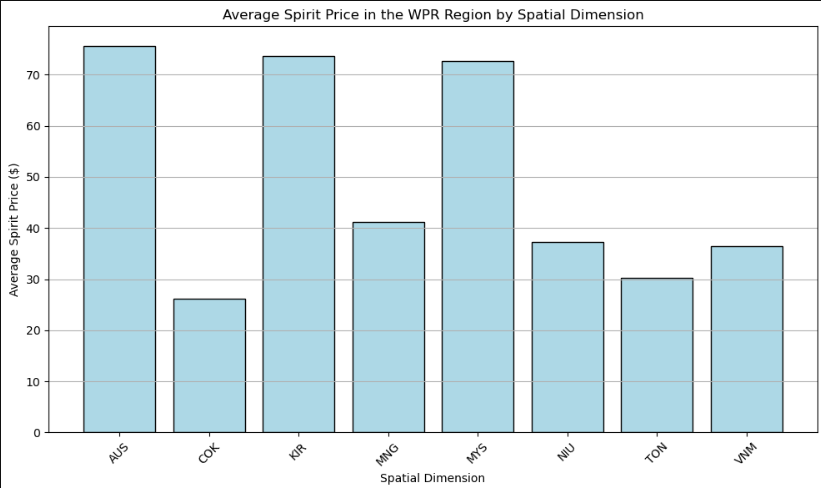 Average Spirit Price in the WPR Region by Spatial Dimension
Average Spirit Price ($)
70
60
50
40
30
20
10
0
AUS COK KIR MNG MYS NIU TON VNM
Spatial Dimension